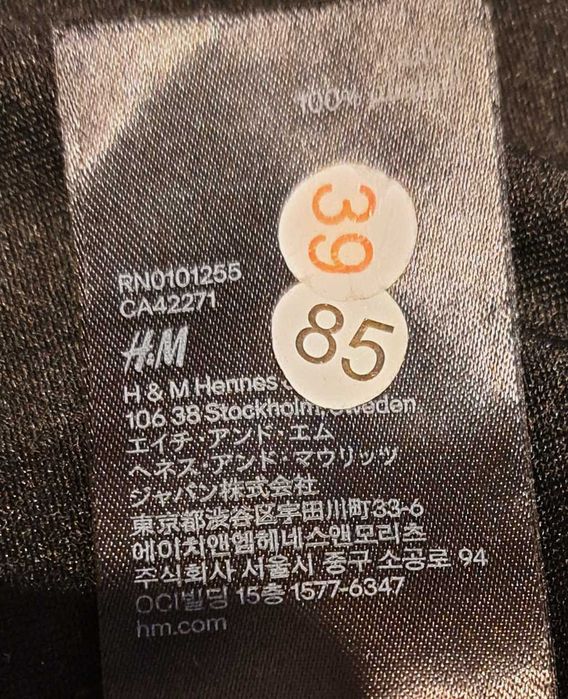 100%
39
85
RN0101255
CA42271
H&M
H & M Hennes
106 38 Stockholm, Sweden
エイチ・アンド・エム
ヘネス・アンド・マウリッツ
ジャパン株式会社
東京都渋谷区宇田川町33-6
에이치앤엠헤네스앤모리츠
주식회사 서울시 중구 소공로 94
OCI빌딩 15층 1577-6347
hm.com